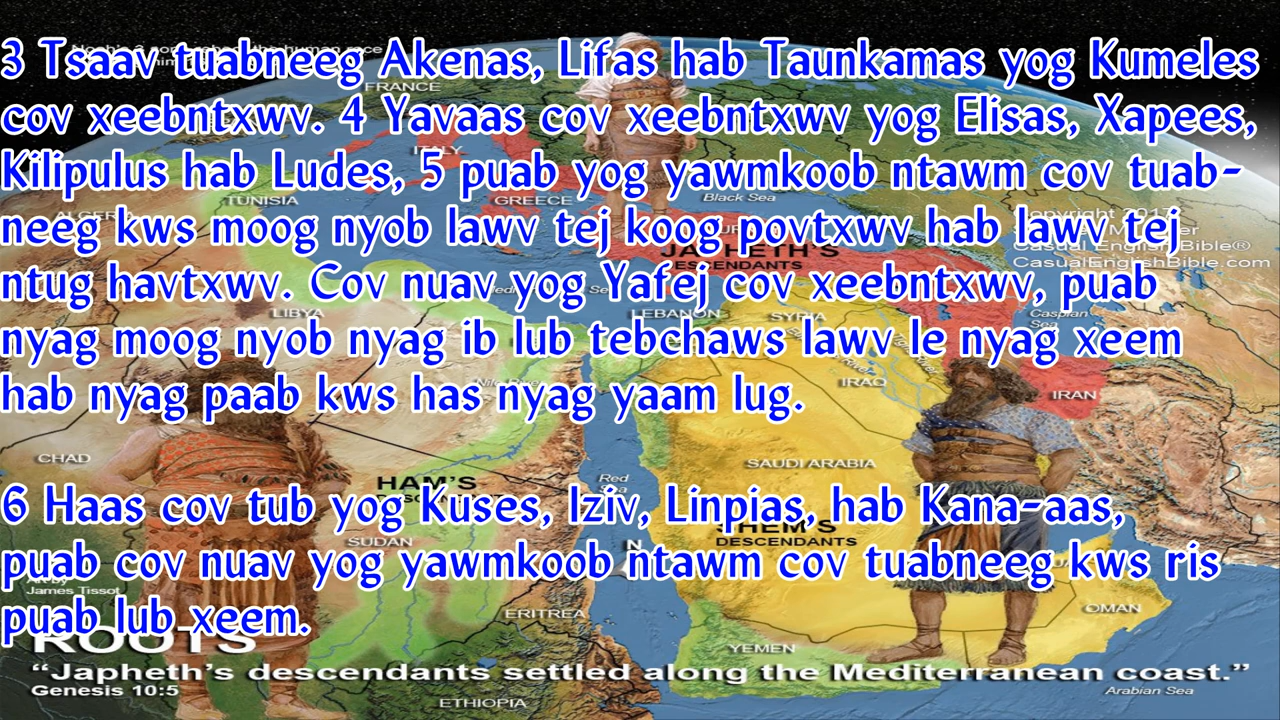 3 Tsaav tuabneeg Akenas, Lifas hab Taunkamas yog Kumeles
cov xeebntxwv. 4 Yavaas cov xeebntxwv yog Elisas, Xapees,
Kilipulus hab Ludes, 5 puab yog yawmkoob ntawm cov tuab-
neeg kws moog nyob lawv tej koog povtxwv hab lawv tej
ntug havtxwv. Cov nuav yog Yafej cov xeebntxwv, puab
nyag moog nyob nyag ib lub tebchaws lawv le nyag xeem
hab nyag paab kws has nyag yaam lug.
6 Haas cov tub yog Kuses, Iziv, Linpias, hab Kana-aas,
puab cov nuav yog yawmkoob ntawm cov tuabneeg kws ris
puab lub xeem.
FRANCE
ITALY
Black Sea
ALGERIA
TUNISIA
GREECE
Copyright
Casual English Bible®
CasualEnglishBible.com
JAPHETH'S
DESCENDANTS
LIBYA
LEBANON
SYRIA
Caspian
Sea
Nile River
IRAQ
IRAN
CHAD
SAUDI ARABIA
Red
Sea
HAM'S
SHEM'S
DESCENDANTS
SUDAN
Art by
James Tissot
ERITREA
OMAN
ROOTS
YEMEN
“Japheth’s descendants settled along the Mediterranean coast.”
Genesis 10:5
Arabian Sea
ETHIOPIA